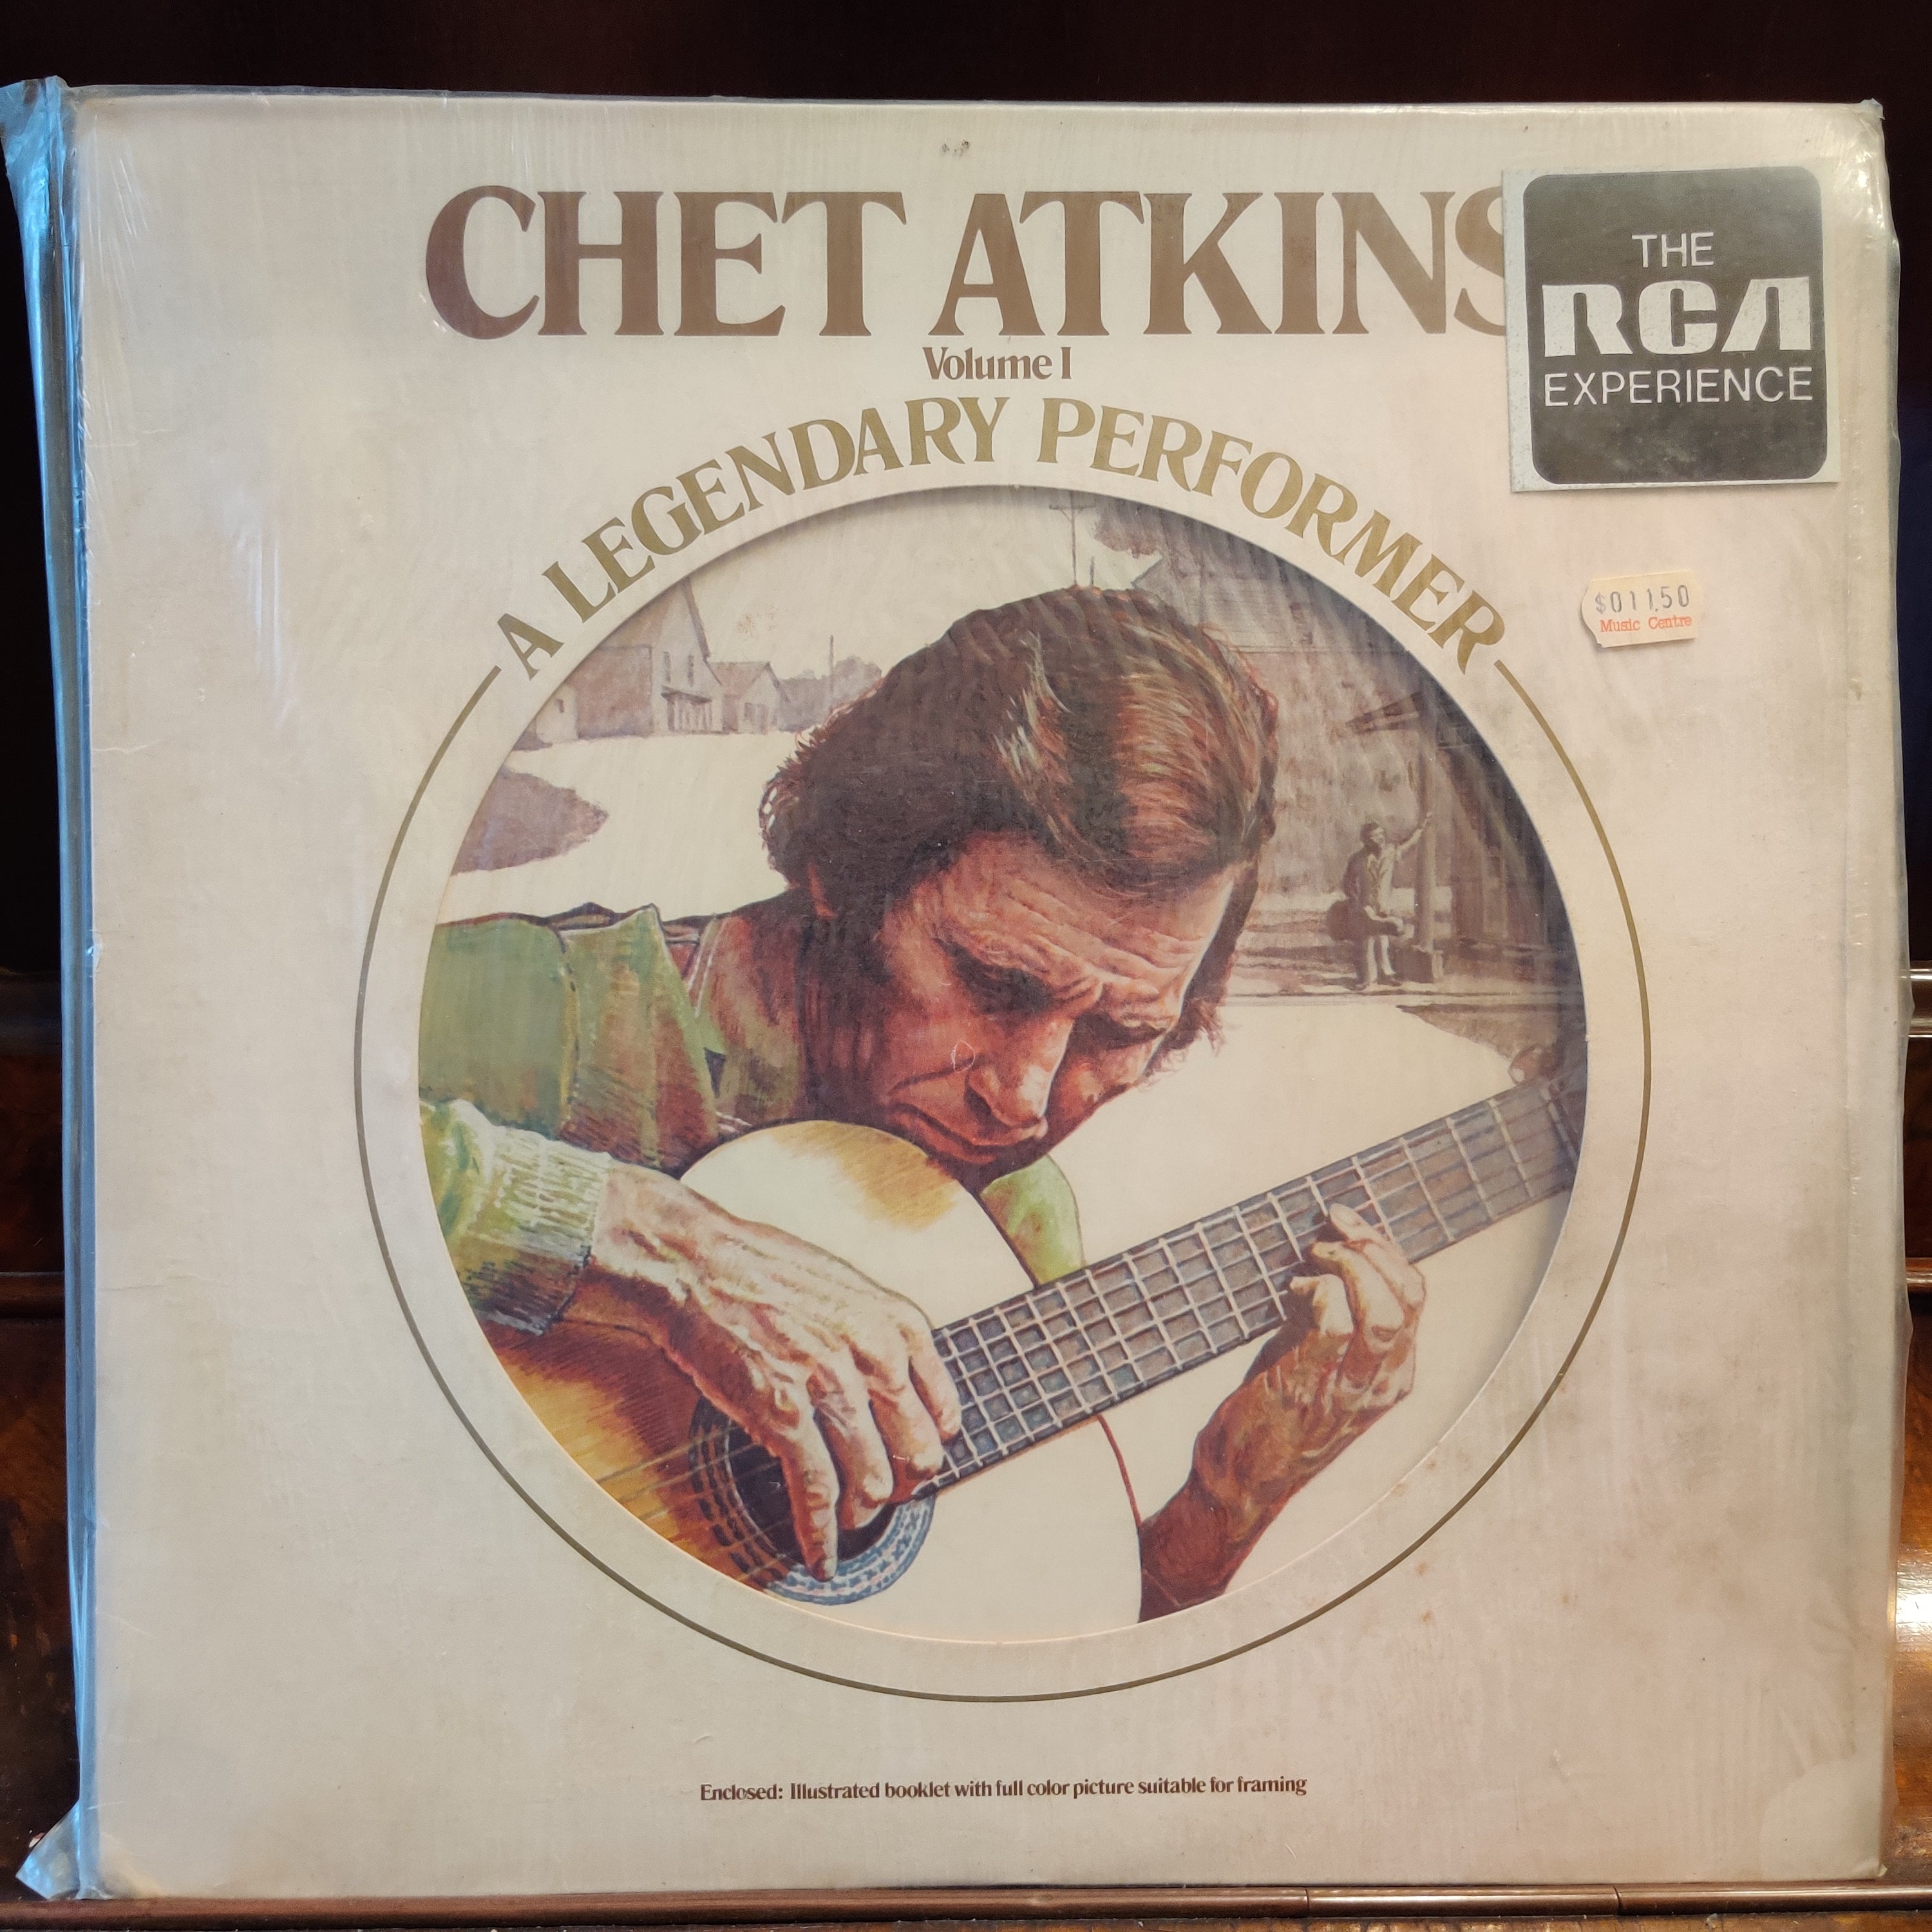 CHET ATKINS
Volume I
A LEGENDARY PERFORMER
THE
RCA
EXPERIENCE
$011.50
Music Centre
Enclosed: Illustrated booklet with full color picture suitable for framing